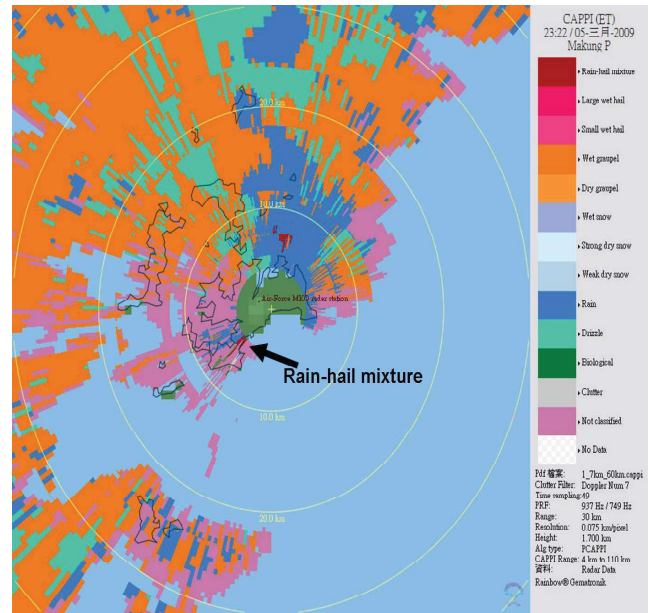 CAPPI (ET)
23:22 / 05-三月-2009
Makung P
Rain-hail mixture
Large wet hail
Small wet hail
Wet graupel
Dry graupel
Wet snow
Strong dry snow
Weak dry snow
Rain
Drizzle
Biological
Clutter
Not classified
No Data
20.0 km
10.0 km
Air-Force radar station
Rain-hail mixture
10.0 km
20.0 km
Pdf 檔案: 1_7km_60km.cappi
Clutter Filter: Doppler Num 7
Time sampling:49
PRF: 937 Hz / 749 Hz
Range: 30 km
Resolution: 0.075 km/pixel
Height: 1.700 km
Alg type: PCAPPI
CAPPI Range: 4 km to 110 km
資料: Radar Data
Rainbow® Gematronik